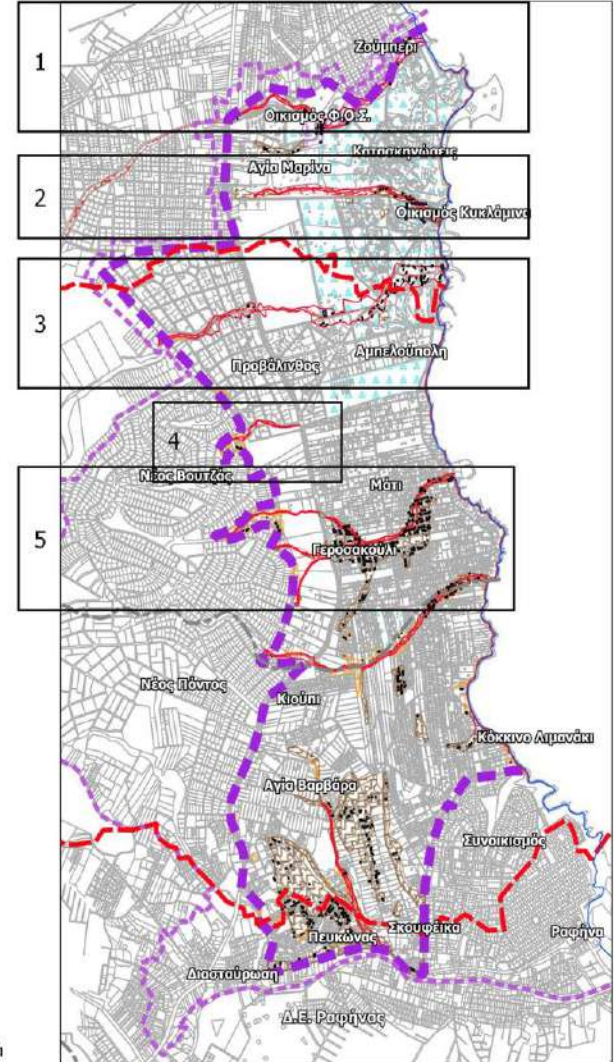 1
Ζούμπερι
Οικισμός Φ.Ο.Σ.
Κατασκηνώσεις
Αγία Μαρίνα
2
Οικισμός Κυκλάμινα
3
Προβάλινθος
Αμπελούπολη
4
Νέος Βουτζάς
Μάτι
5
Γεροσακούλι
Νέος Πόντος
Κιούπι
Κόκκινο Λιμανάκι
Αγία Βαρβάρα
Συνοικισμός
Σκουφέικα
Ραφήνα
Πευκώνας
Διασταύρωση
Δ.Ε. Ραφήνας